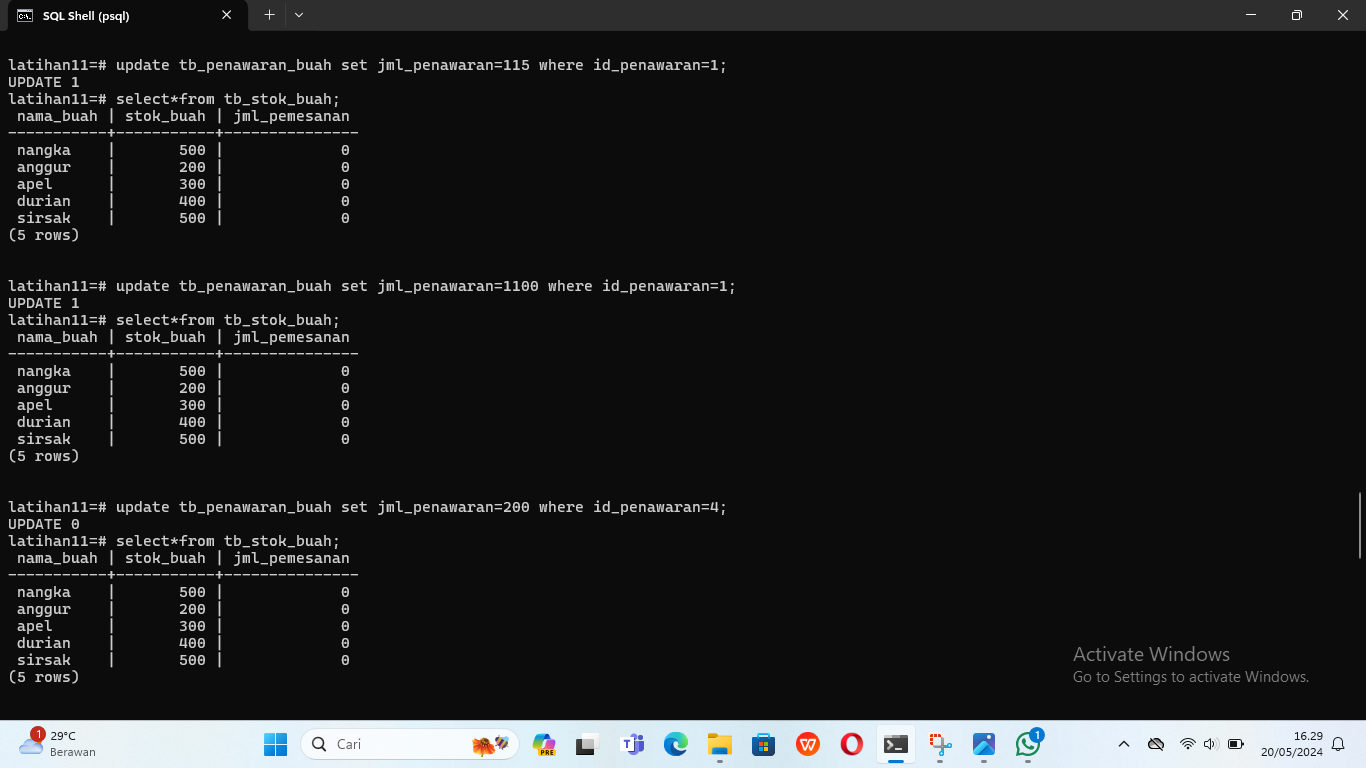 SQL Shell (psql)
latihan11=# update tb_penawaran_buah set jml_penawaran=115 where id_penawaran=1;
UPDATE 1
latihan11=# select*from tb_stok_buah;
 nama_buah | stok_buah | jml_pemesanan
-----------+-----------+---------------
 nangka    |       500 |             0
 anggur    |       200 |             0
 apel      |       300 |             0
 durian    |       400 |             0
 sirsak    |       500 |             0
(5 rows)
latihan11=# update tb_penawaran_buah set jml_penawaran=1100 where id_penawaran=1;
UPDATE 1
latihan11=# select*from tb_stok_buah;
 nama_buah | stok_buah | jml_pemesanan
-----------+-----------+---------------
 nangka    |       500 |             0
 anggur    |       200 |             0
 apel      |       300 |             0
 durian    |       400 |             0
 sirsak    |       500 |             0
(5 rows)
latihan11=# update tb_penawaran_buah set jml_penawaran=200 where id_penawaran=4;
UPDATE 0
latihan11=# select*from tb_stok_buah;
 nama_buah | stok_buah | jml_pemesanan
-----------+-----------+---------------
 nangka    |       500 |             0
 anggur    |       200 |             0
 apel      |       300 |             0
 durian    |       400 |             0
 sirsak    |       500 |             0
(5 rows)
Activate Windows
Go to Settings to activate Windows.
1
29°C
Berawan
Cari
PRE
1
16.29
20/05/2024